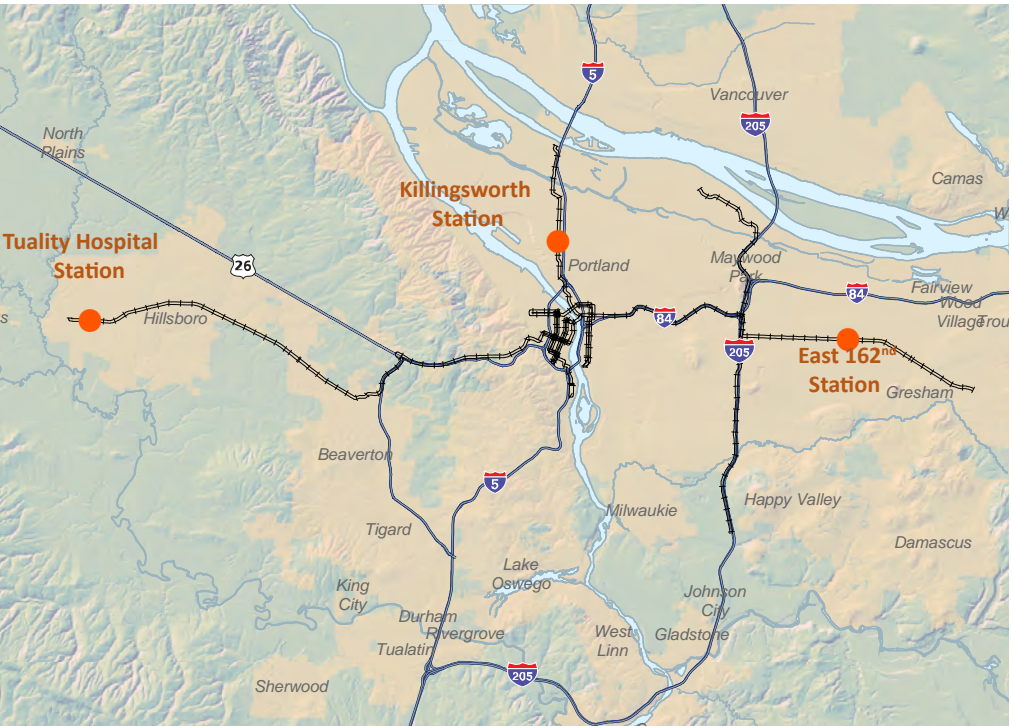 5
Vancouver
205
North
Plains
Camas
W
Killingsworth
Station
Tuality Hospital
Station
26
Portland
Maywood
Park
84
Fairview
Wood
Village
Trou
s
Hillsboro
84
205
East 162nd
Station
Gresham
Beaverton
5
Happy Valley
Milwaukie
Tigard
Damascus
Lake
Oswego
King
City
Johnson
City
Durham
Rivergrove
West
Linn
Gladstone
Tualatin
205
Sherwood